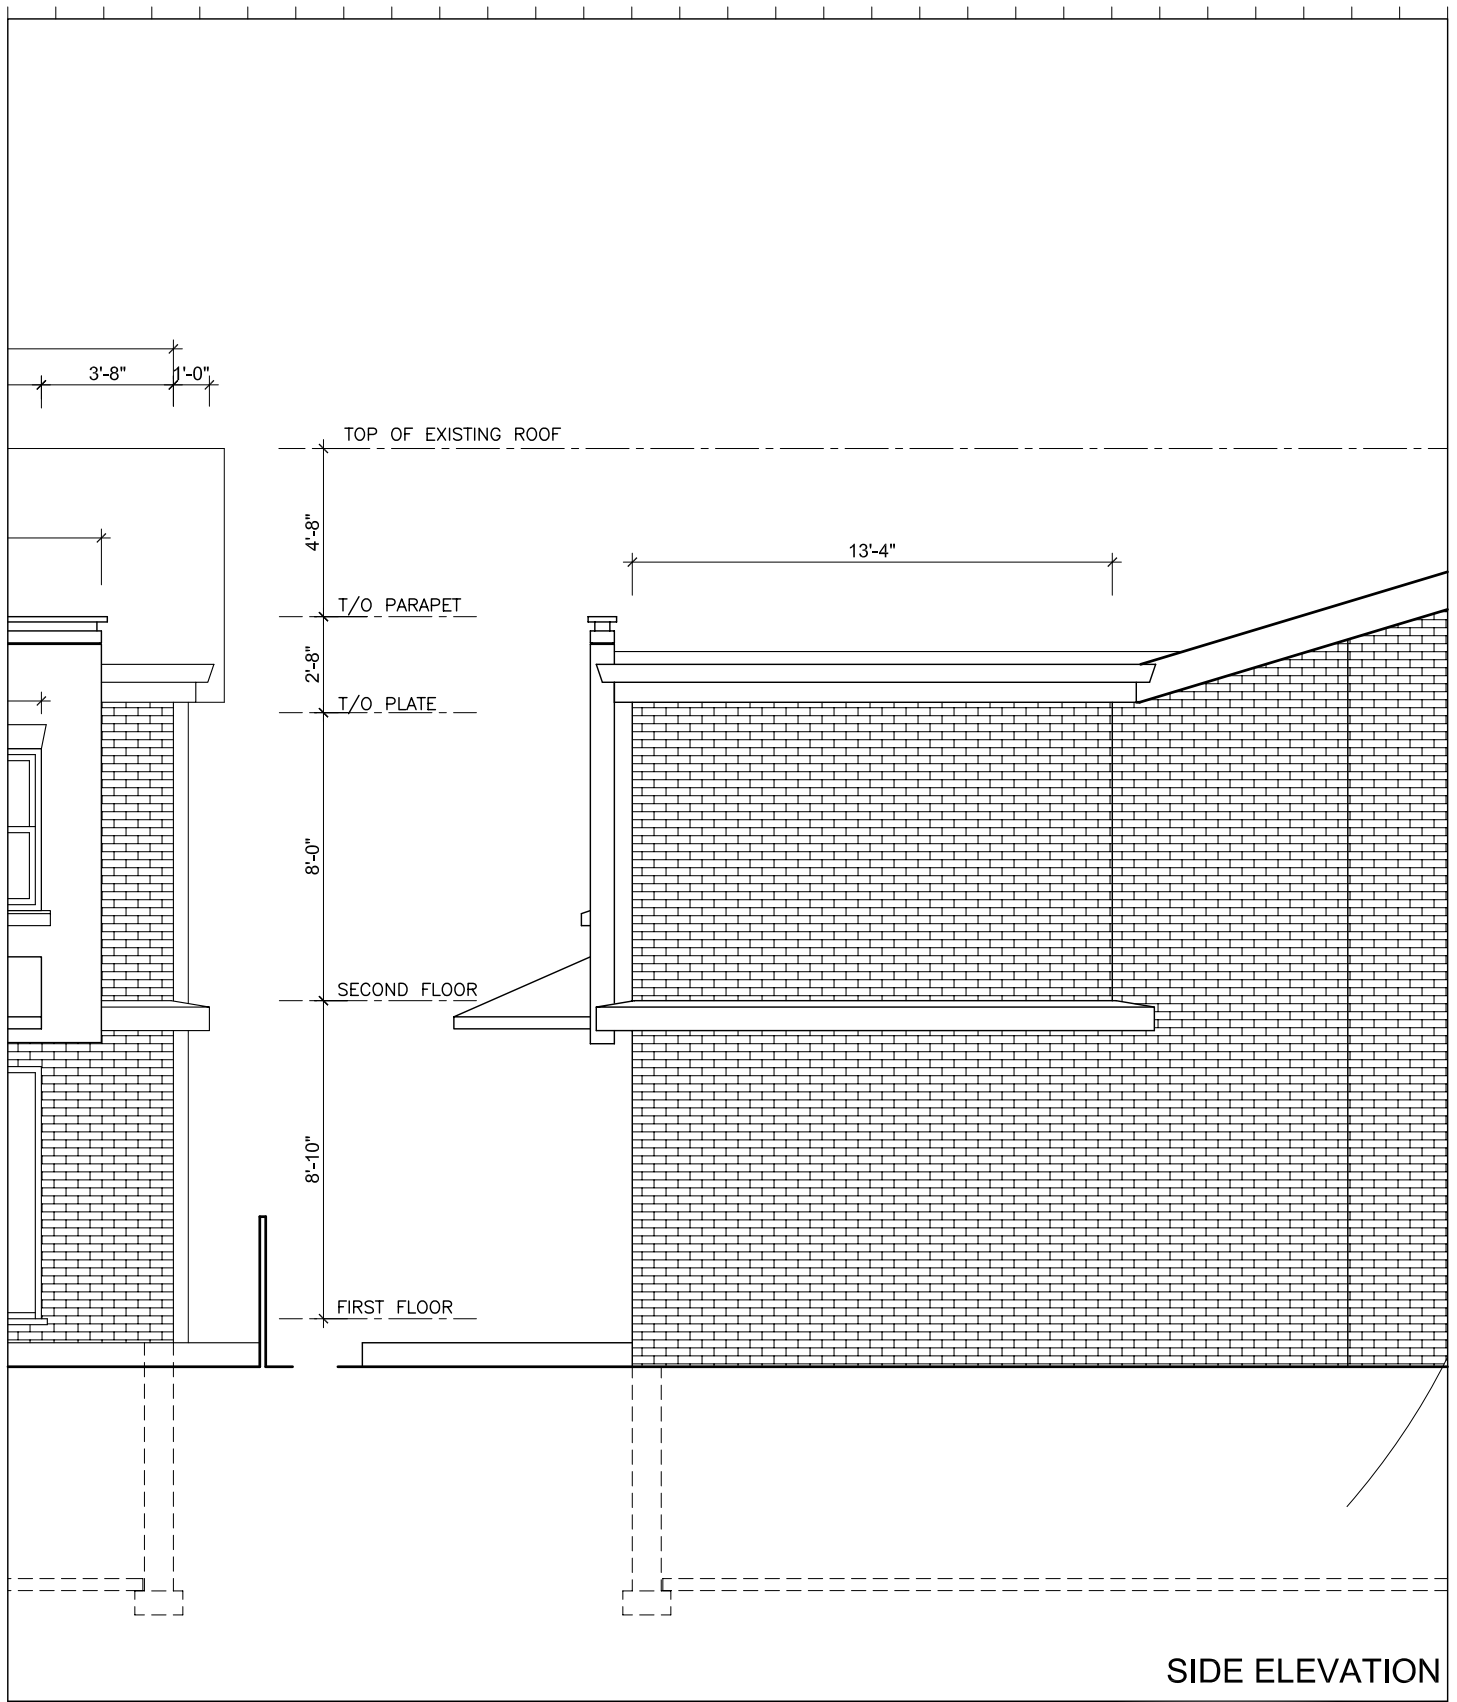 3'-8"
1'-0"
TOP OF EXISTING ROOF
4'-8"
13'-4"
T/O PARAPET
2'-8"
T/O PLATE
8'-0"
SECOND FLOOR
8'-10"
FIRST FLOOR
SIDE ELEVATION